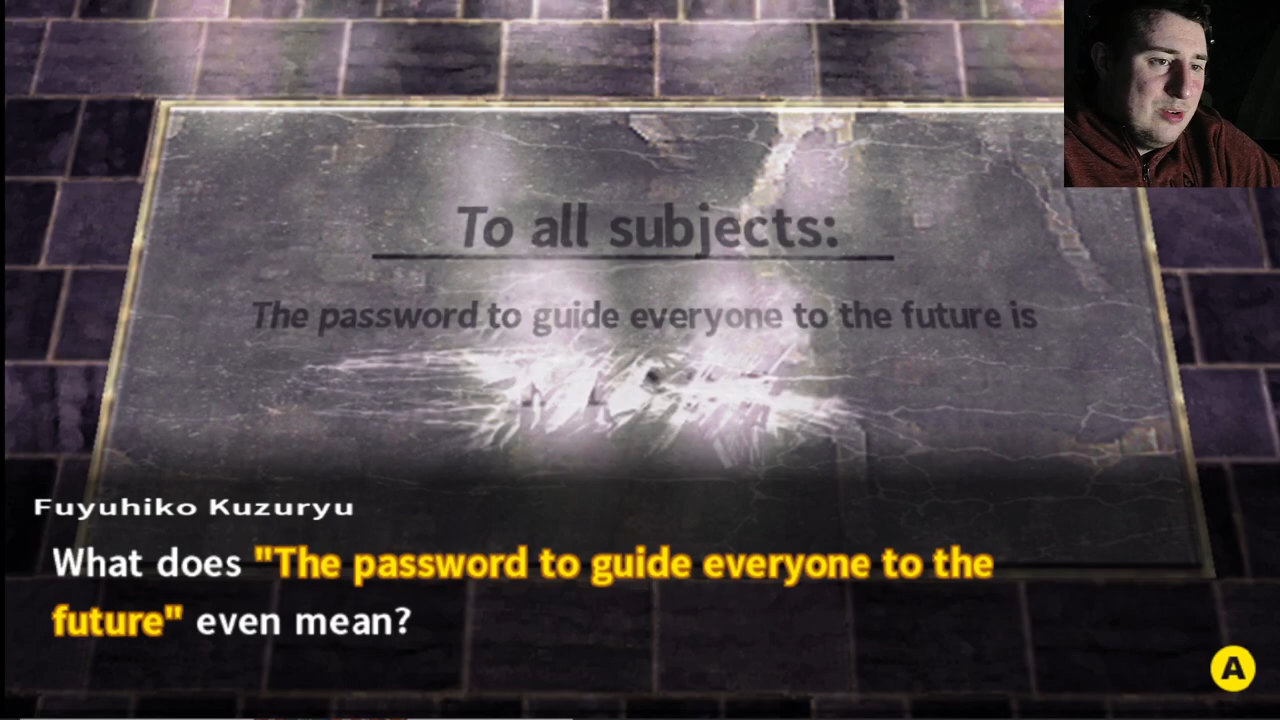 To all subjects:
The password to guide everyone to the future is
Fuyuhiko Kuzuryu
What does "The password to guide everyone to the
future" even mean?
A